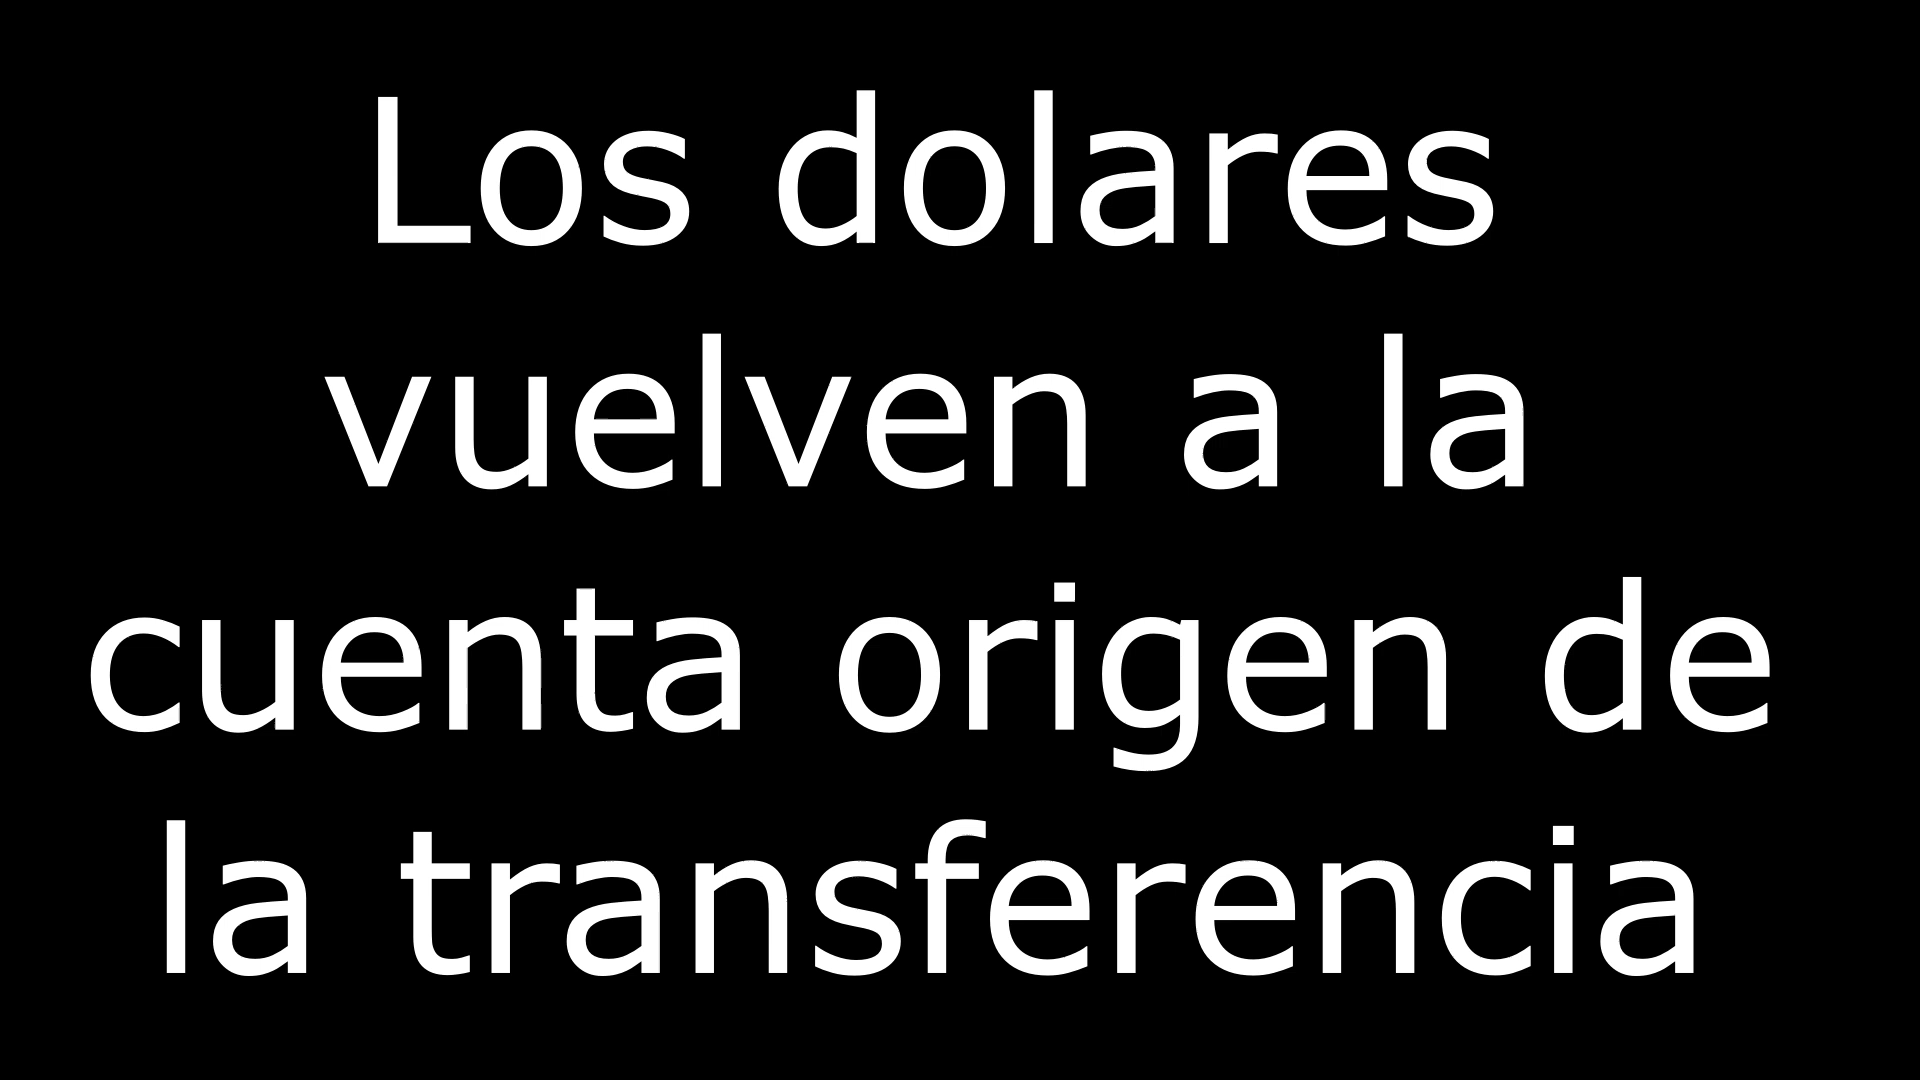 Los dolares
vuelven a la
cuenta origen de
la transferencia